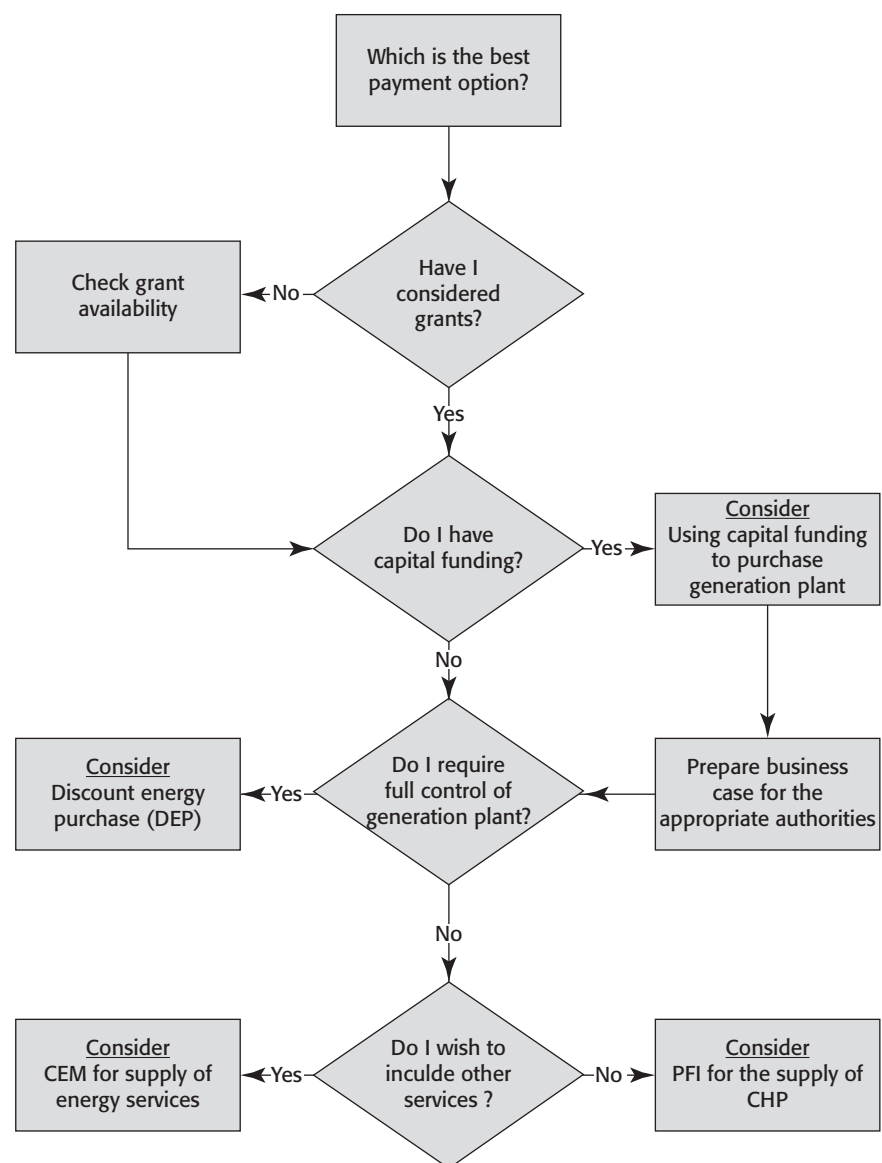 Which is the best
payment option?
Have I
considered
grants?
No
Check grant
availability
Yes
Do I have
capital funding?
Yes
Consider
Using capital funding
to purchase
generation plant
No
Do I require
full control of
generation plant?
Yes
Consider
Discount energy
purchase (DEP)
Prepare business
case for the
appropriate authorities
No
Do I wish to
inculde other
services ?
Yes
Consider
CEM for supply of
energy services
No
Consider
PFI for the supply of
CHP